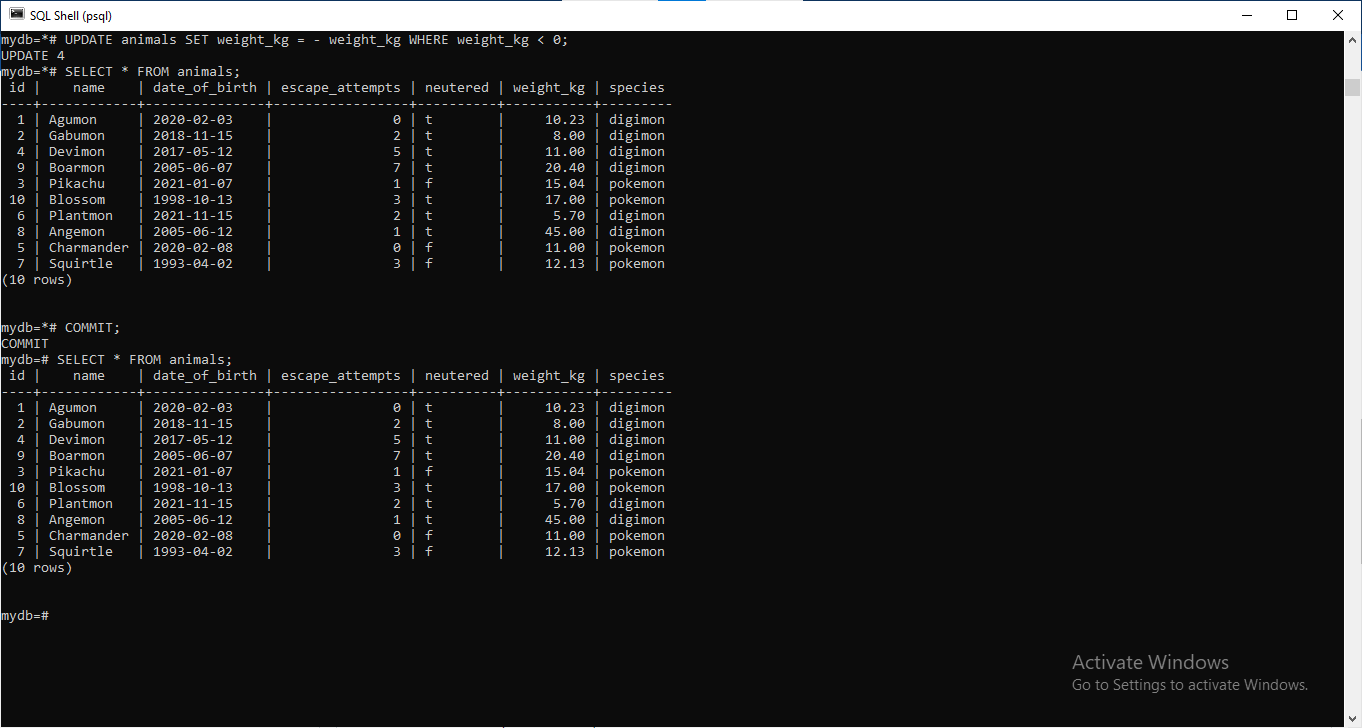 SQL Shell (psql)
mydb=*# UPDATE animals SET weight_kg = - weight_kg WHERE weight_kg < 0;
UPDATE 4
mydb=*# SELECT * FROM animals;
 id |    name    | date_of_birth | escape_attempts | neutered | weight_kg | species
----+------------+---------------+-----------------+----------+-----------+---------
  1 | Agumon     | 2020-02-03    |               0 | t        |     10.23 | digimon
  2 | Gabumon    | 2018-11-15    |               2 | t        |      8.00 | digimon
  4 | Devimon    | 2017-05-12    |               5 | t        |     11.00 | digimon
  9 | Boarmon    | 2005-06-07    |               7 | t        |     20.40 | digimon
  3 | Pikachu    | 2021-01-07    |               1 | f        |     15.04 | pokemon
 10 | Blossom    | 1998-10-13    |               3 | t        |     17.00 | pokemon
  6 | Plantmon   | 2021-11-15    |               2 | t        |      5.70 | digimon
  8 | Angemon    | 2005-06-12    |               1 | t        |     45.00 | digimon
  5 | Charmander | 2020-02-08    |               0 | f        |     11.00 | pokemon
  7 | Squirtle   | 1993-04-02    |               3 | f        |     12.13 | pokemon
(10 rows)
mydb=*# COMMIT;
COMMIT
mydb=# SELECT * FROM animals;
 id |    name    | date_of_birth | escape_attempts | neutered | weight_kg | species
----+------------+---------------+-----------------+----------+-----------+---------
  1 | Agumon     | 2020-02-03    |               0 | t        |     10.23 | digimon
  2 | Gabumon    | 2018-11-15    |               2 | t        |      8.00 | digimon
  4 | Devimon    | 2017-05-12    |               5 | t        |     11.00 | digimon
  9 | Boarmon    | 2005-06-07    |               7 | t        |     20.40 | digimon
  3 | Pikachu    | 2021-01-07    |               1 | f        |     15.04 | pokemon
 10 | Blossom    | 1998-10-13    |               3 | t        |     17.00 | pokemon
  6 | Plantmon   | 2021-11-15    |               2 | t        |      5.70 | digimon
  8 | Angemon    | 2005-06-12    |               1 | t        |     45.00 | digimon
  5 | Charmander | 2020-02-08    |               0 | f        |     11.00 | pokemon
  7 | Squirtle   | 1993-04-02    |               3 | f        |     12.13 | pokemon
(10 rows)
mydb=#
Activate Windows
Go to Settings to activate Windows.